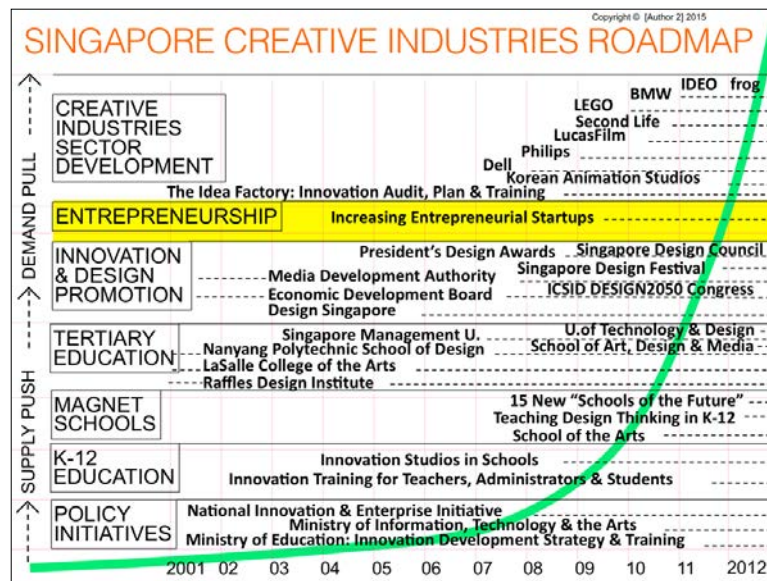 Copyright © [Author 2] 2015
SINGAPORE CREATIVE INDUSTRIES ROADMAP
DEMAND PULL
SUPPLY PUSH
CREATIVE
INDUSTRIES
SECTOR
DEVELOPMENT
IDEO frog
BMW
LEGO
Second Life
LucasFilm
Philips
Dell
Korean Animation Studios
The Idea Factory: Innovation Audit, Plan & Training
ENTREPRENEURSHIP
Increasing Entrepreneurial Startups
INNOVATION
& DESIGN
PROMOTION
President's Design Awards
Singapore Design Council
Singapore Design Festival
Media Development Authority
ICSID DESIGN2050 Congress
Economic Development Board
Design Singapore
TERTIARY
EDUCATION
U.of Technology & Design
Singapore Management U.
School of Art, Design & Media
Nanyang Polytechnic School of Design
LaSalle College of the Arts
Raffles Design Institute
MAGNET
SCHOOLS
15 New "Schools of the Future"
Teaching Design Thinking in K-12
School of the Arts
K-12
EDUCATION
Innovation Studios in Schools
Innovation Training for Teachers, Administrators & Students
POLICY
INITIATIVES
National Innovation & Enterprise Initiative
Ministry of Information, Technology & the Arts
Ministry of Education: Innovation Development Strategy & Training
2001 02 03 04 05 06 07 08 09 10 11 2012